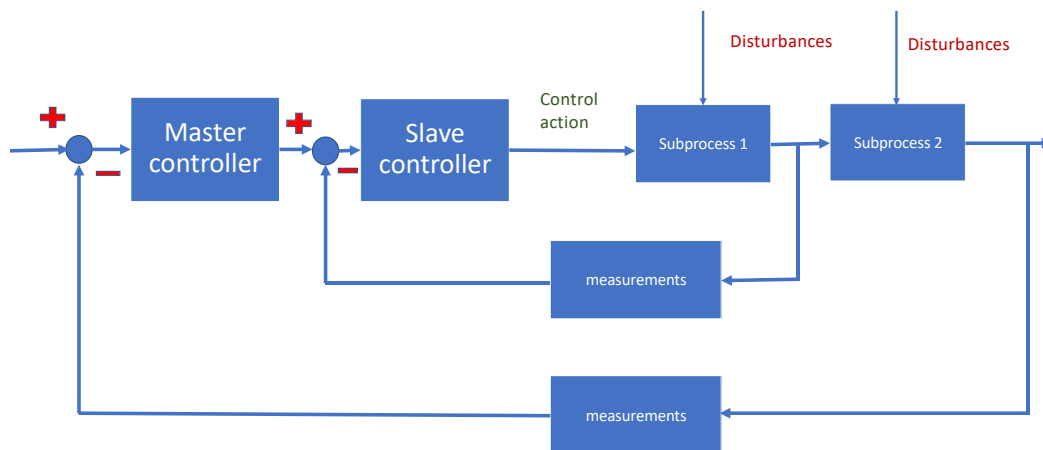 Disturbances
Disturbances
Control
action
+
Master
controller
+
Slave
controller
Subprocess 1
Subprocess 2
−
−
measurements
measurements